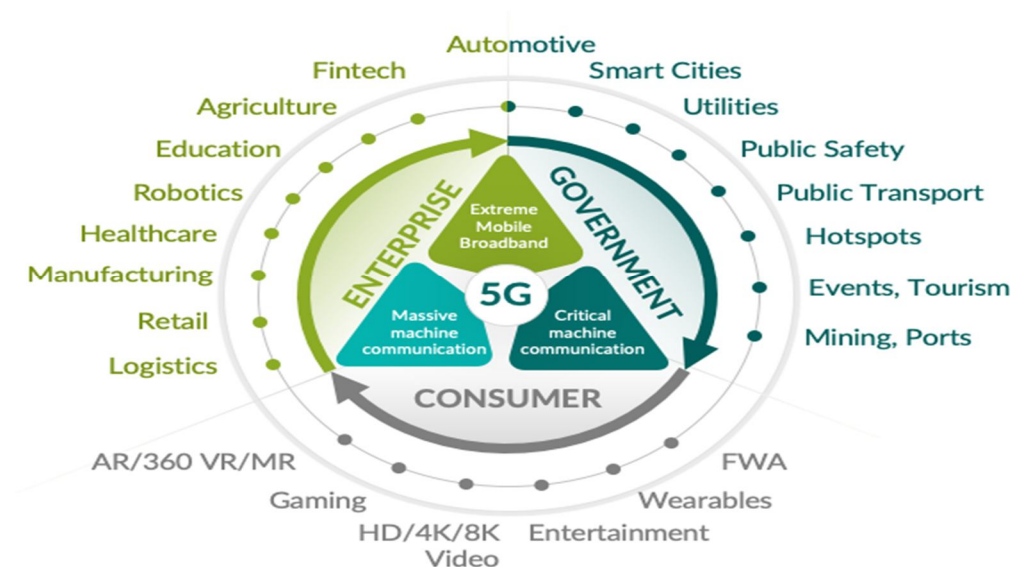 Automotive
Fintech
Smart Cities
Agriculture
Utilities
Education
Public Safety
Robotics
Public Transport
Healthcare
Hotspots
Manufacturing
Events, Tourism
Retail
Mining, Ports
Logistics
ENTERPRISE
GOVERNMENT
CONSUMER
Extreme
Mobile
Broadband
5G
Massive
machine
communication
Critical
machine
communication
AR/360 VR/MR
FWA
Gaming
Wearables
HD/4K/8K
Video
Entertainment